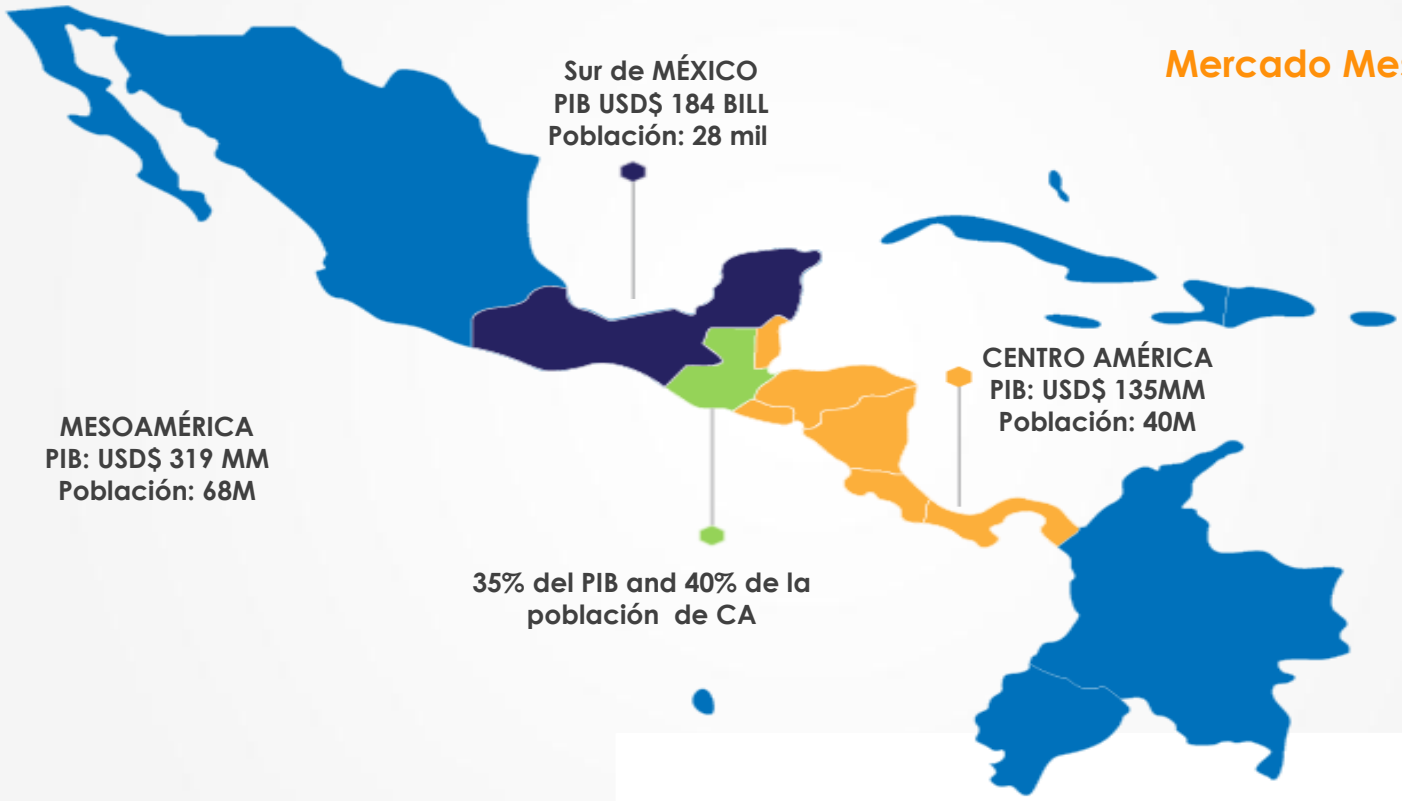 Mercado Mes
Sur de MÉXICO
PIB USD$ 184 BILL
Población: 28 mil
CENTRO AMÉRICA
PIB: USD$ 135MM
Población: 40M
MESOAMÉRICA
PIB: USD$ 319 MM
Población: 68M
35% del PIB and 40% de la
población de CA